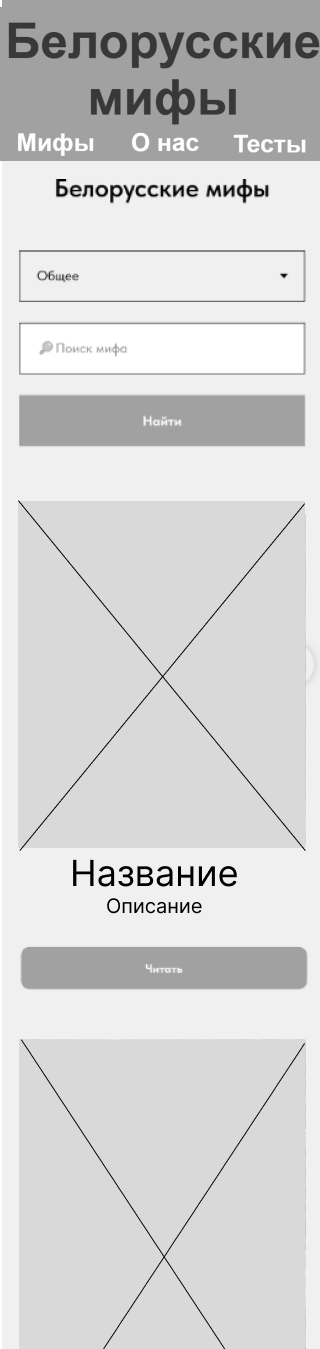 Белорусские
мифы
Мифы О нас Тесты
Белорусские мифы
Общее
Поиск мифа
Найти
Название
Описание
Читать